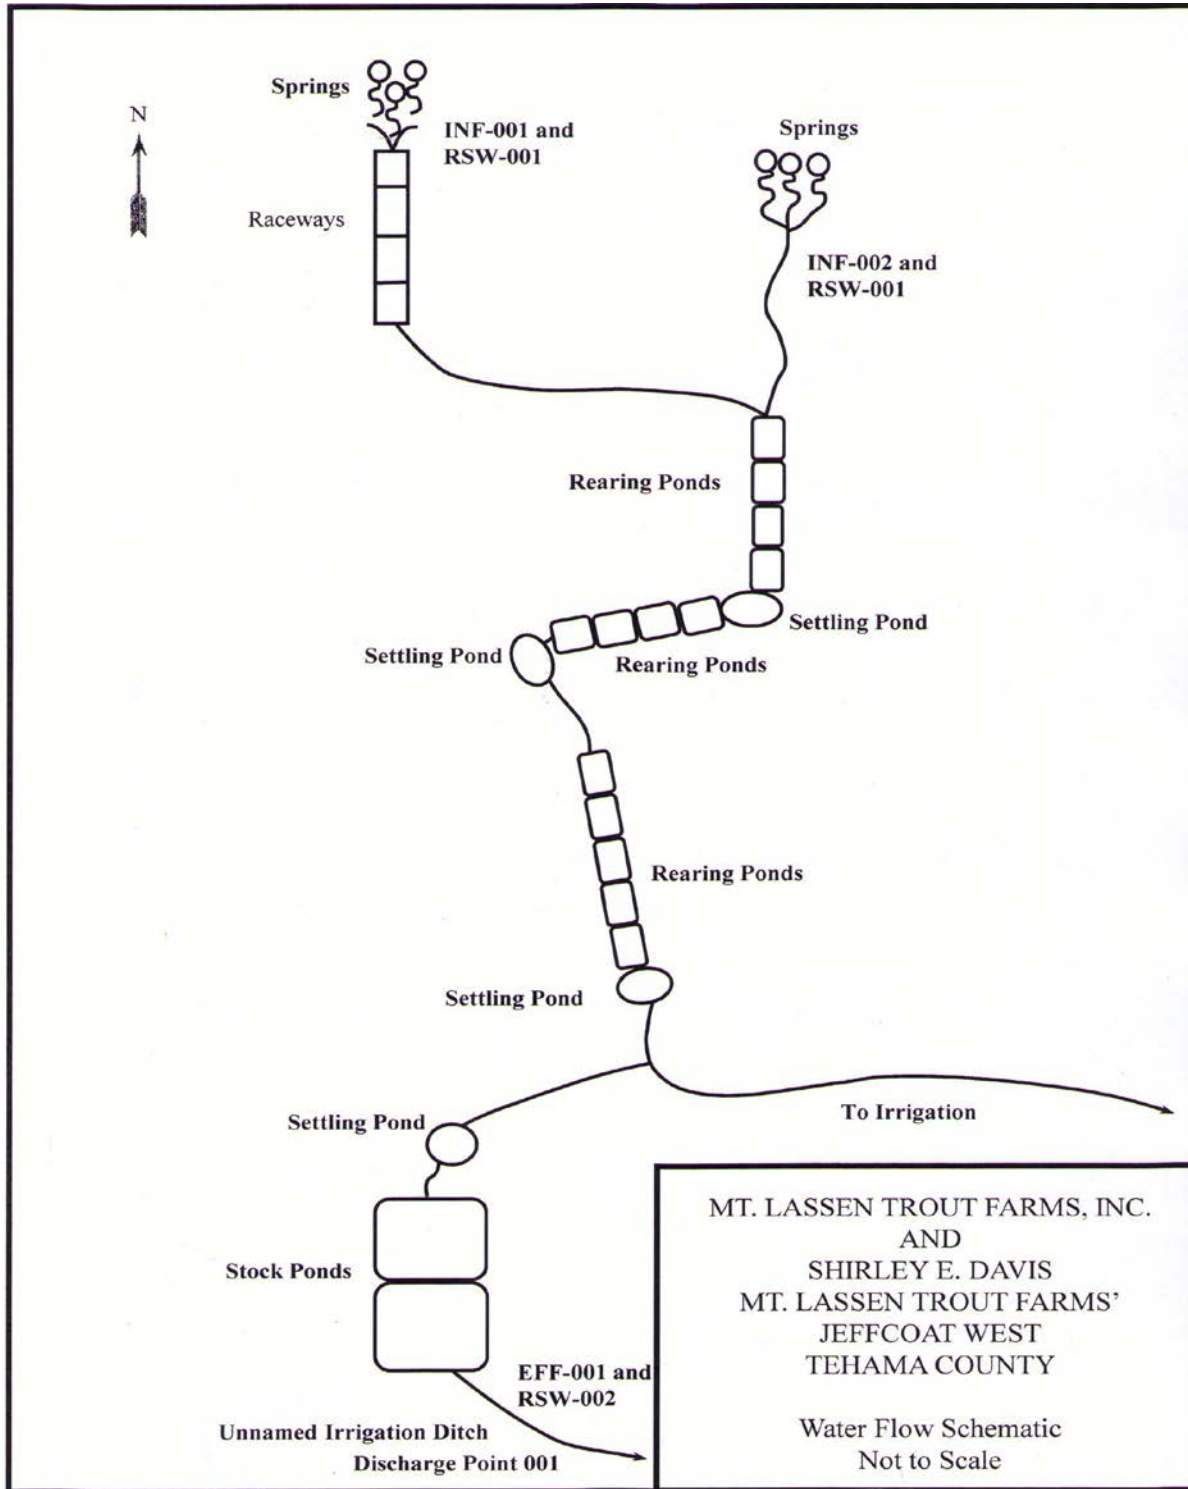 Springs
N
INF-001 and
RSW-001
Springs
Raceways
INF-002 and
RSW-001
Rearing Ponds
Settling Pond
Settling Pond
Rearing Ponds
Rearing Ponds
Settling Pond
To Irrigation
Settling Pond
Stock Ponds
EFF-001 and
RSW-002
Unnamed Irrigation Ditch
Discharge Point 001
MT. LASSEN TROUT FARMS, INC.
AND
SHIRLEY E. DAVIS
MT. LASSEN TROUT FARMS’
JEFFCOAT WEST
TEHAMA COUNTY
Water Flow Schematic
Not to Scale